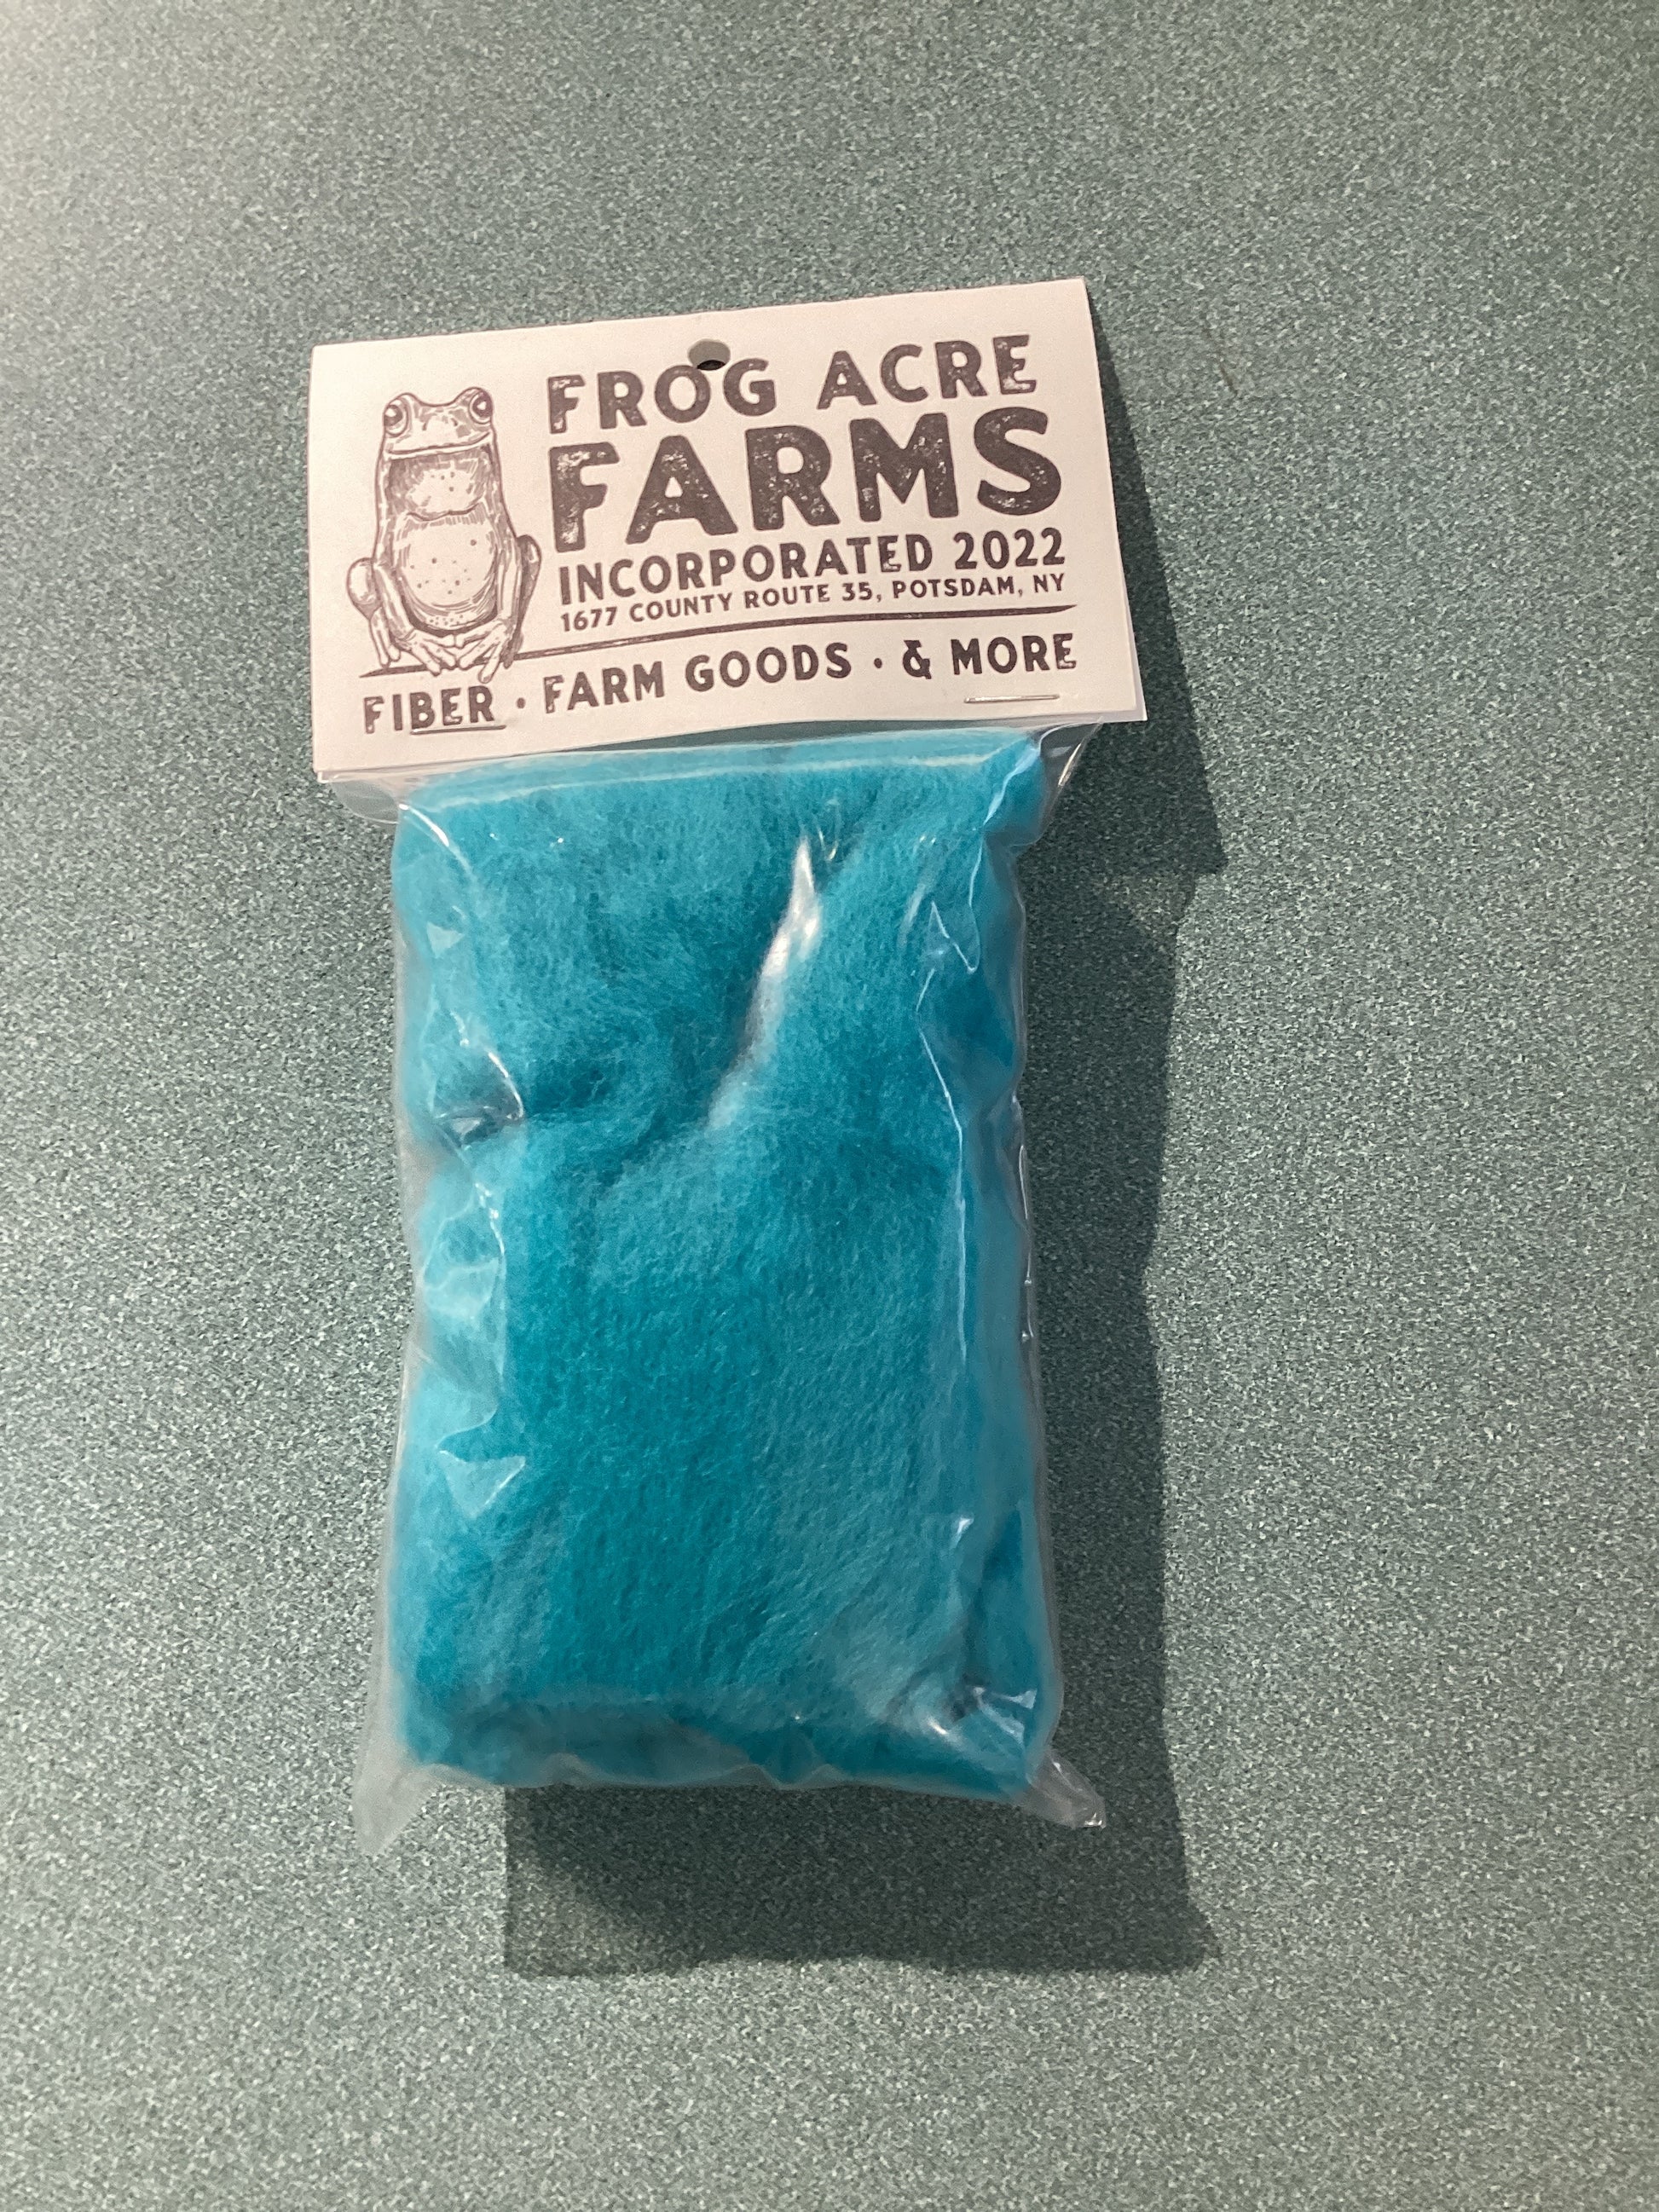 FROG ACRE
FARMS
INCORPORATED 2022
1677 COUNTY ROUTE 35, POTSDAM, NY
FIBER · FARM GOODS · & MORE